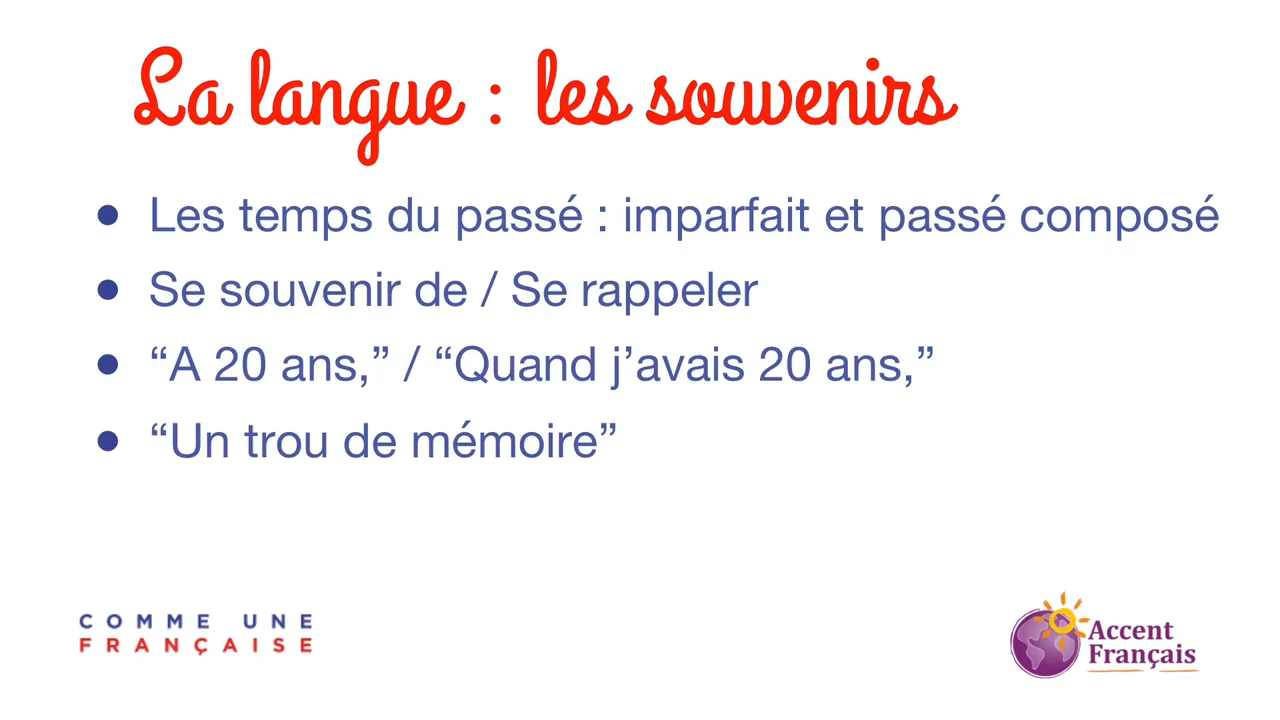 La langue : les souvenirs
● Les temps du passé : imparfait et passé composé
● Se souvenir de / Se rappeler
● “A 20 ans,” / “Quand j’avais 20 ans,”
● “Un trou de mémoire”
COMME UNE
FRANÇAISE
Accent
Français